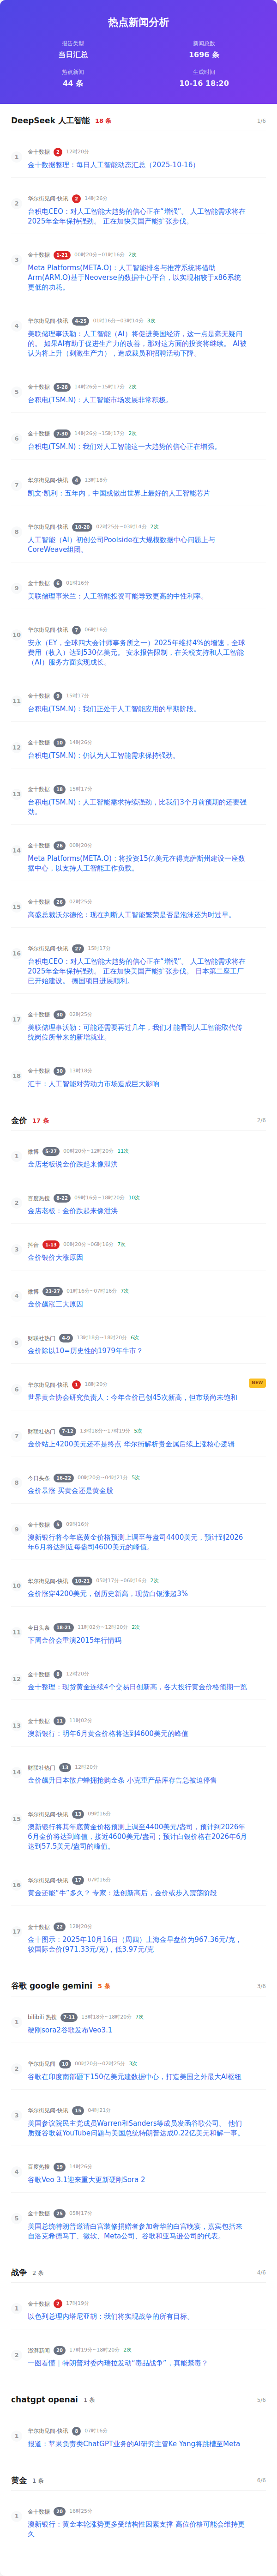 热点新闻分析
报告类型
新闻总数
当日汇总
1696 条
热点新闻
生成时间
44 条
10-16 18:20
DeepSeek 人工智能 18 条 1/6
1
金十数据 2 12时20分
金十数据整理：每日人工智能动态汇总（2025-10-16）
2
华尔街见闻-快讯 2 14时26分
台积电CEO：对人工智能大趋势的信心正在“增强”。 人工智能需求将在
2025年全年保持强劲。 正在加快美国产能扩张步伐。
3
金十数据 1-21 00时20分~01时16分 2次
Meta Platforms(META.O)：人工智能排名与推荐系统将借助
Arm(ARM.O)基于Neoverse的数据中心平台，以实现相较于x86系统
更低的功耗。
4
华尔街见闻-快讯 4-25 01时16分~03时14分 3次
美联储理事沃勒：人工智能（AI）将促进美国经济，这一点是毫无疑问
的。 如果AI有助于促进生产力的改善，那对这方面的投资将继续。 AI被
认为将上升（刺激生产力），造成裁员和招聘活动下降。
5
金十数据 5-28 14时26分~15时17分 2次
台积电(TSM.N)：人工智能市场发展非常积极。
6
金十数据 7-30 14时26分~15时17分 2次
台积电(TSM.N)：我们对人工智能这一大趋势的信心正在增强。
7
华尔街见闻-快讯 4 13时18分
凯文·凯利：五年内，中国或做出世界上最好的人工智能芯片
8
华尔街见闻-快讯 10-20 02时25分~03时14分 2次
人工智能（AI）初创公司Poolside在大规模数据中心问题上与
CoreWeave组团。
9
金十数据 6 01时16分
美联储理事米兰：人工智能投资可能导致更高的中性利率。
10
华尔街见闻-快讯 7 06时16分
安永（EY，全球四大会计师事务所之一）2025年维持4%的增速，全球
费用（收入）达到530亿美元。 安永报告限制，在关税支持和人工智能
（AI）服务方面实现成长。
11
金十数据 9 15时17分
台积电(TSM.N)：我们正处于人工智能应用的早期阶段。
12
金十数据 10 14时26分
台积电(TSM.N)：仍认为人工智能需求保持强劲。
13
金十数据 18 15时17分
台积电(TSM.N)：人工智能需求持续强劲，比我们3个月前预期的还要强
劲。
14
金十数据 26 00时20分
Meta Platforms(META.O)：将投资15亿美元在得克萨斯州建设一座数
据中心，以支持人工智能工作负载。
15
金十数据 26 02时25分
高盛总裁沃尔德伦：现在判断人工智能繁荣是否是泡沫还为时过早。
16
华尔街见闻-快讯 27 15时17分
台积电CEO：对人工智能大趋势的信心正在“增强”。 人工智能需求将在
2025年全年保持强劲。 正在加快美国产能扩张步伐。 日本第二座工厂
已开始建设。 德国项目进展顺利。
17
金十数据 30 02时25分
美联储理事沃勒：可能还需要再过几年，我们才能看到人工智能取代传
统岗位所带来的新增就业。
18
金十数据 30 13时18分
汇丰：人工智能对劳动力市场造成巨大影响
金价 17 条 2/6
1
微博 5-27 00时20分~12时20分 11次
金店老板说金价跌起来像泄洪
2
百度热搜 8-22 09时16分~18时20分 10次
金店老板：金价跌起来像泄洪
3
抖音 1-13 00时20分~06时16分 7次
金价银价大涨原因
4
微博 23-27 01时16分~07时16分 7次
金价飙涨三大原因
5
财联社热门 4-9 13时18分~18时20分 6次
金价除以10=历史性的1979年牛市？
6
华尔街见闻-快讯 1 18时20分 NEW
世界黄金协会研究负责人：今年金价已创45次新高，但市场尚未饱和
7
财联社热门 7-12 13时18分~17时19分 5次
金价站上4200美元还不是终点 华尔街解析贵金属后续上涨核心逻辑
8
今日头条 16-22 00时20分~04时21分 5次
金价暴涨 买黄金还是黄金股
9
金十数据 5 09时16分
澳新银行将今年底黄金价格预测上调至每盎司4400美元，预计到2026
年6月将达到近每盎司4600美元的峰值。
10
华尔街见闻-快讯 10-21 05时17分~06时16分 2次
金价涨穿4200美元，创历史新高，现货白银涨超3%
11
今日头条 18-21 11时02分~12时20分 2次
下周金价会重演2015年行情吗
12
金十数据 8 12时20分
金十整理：现货黄金连续4个交易日创新高，各大投行黄金价格预期一览
13
金十数据 11 11时02分
澳新银行：明年6月黄金价格将达到4600美元的峰值
14
财联社热门 13 12时20分
金价飙升日本散户蜂拥抢购金条 小克重产品库存告急被迫停售
15
华尔街见闻-快讯 13 09时16分
澳新银行将其年底黄金价格预测上调至4400美元/盎司，预计到2026年
6月金价将达到峰值，接近4600美元/盎司；预计白银价格在2026年6月
达到57.5美元/盎司的峰值。
16
华尔街见闻-快讯 17 07时16分
黄金还能“牛”多久？ 专家：迭创新高后，金价或步入震荡阶段
17
金十数据 22 12时20分
金十图示：2025年10月16日（周四）上海金早盘价为967.36元/克，
较国际金价(971.33元/克)，低3.97元/克
谷歌 google gemini 5 条 3/6
1
bilibili 热搜 7-11 13时18分~18时20分 7次
硬刚sora2谷歌发布Veo3.1
2
华尔街见闻 10 00时20分~02时25分 3次
谷歌在印度南部砸下150亿美元建数据中心，打造美国之外最大AI枢纽
3
华尔街见闻-快讯 15 04时21分
美国参议院民主党成员Warren和Sanders等成员发函谷歌公司。 他们
质疑谷歌就YouTube问题与美国总统特朗普达成0.22亿美元和解一事。
4
百度热搜 19 14时26分
谷歌Veo 3.1迎来重大更新硬刚Sora 2
5
金十数据 25 05时17分
美国总统特朗普邀请白宫装修捐赠者参加奢华的白宫晚宴，嘉宾包括来
自洛克希德马丁、微软、Meta公司、谷歌和亚马逊公司的代表。
战争 2 条 4/6
1
金十数据 2 17时19分
以色列总理内塔尼亚胡：我们将实现战争的所有目标。
2
澎湃新闻 20 17时19分~18时20分 2次
一图看懂｜特朗普对委内瑞拉发动“毒品战争”，真能禁毒？
chatgpt openai 1 条 5/6
1
华尔街见闻-快讯 8 07时16分
报道：苹果负责类ChatGPT业务的AI研究主管Ke Yang将跳槽至Meta
黄金 1 条 6/6
1
金十数据 20 16时25分
澳新银行：黄金本轮涨势更多受结构性因素支撑 高位价格可能会维持更
久